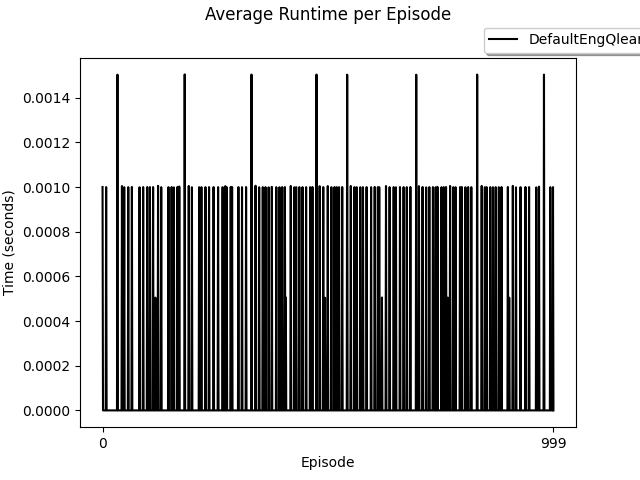 Average Runtime per Episode
DefaultEngQlear
0.0014
0.0012
0.0010
0.0008
0.0006
0.0004
0.0002
0.0000
Time (seconds)
0
999
Episode